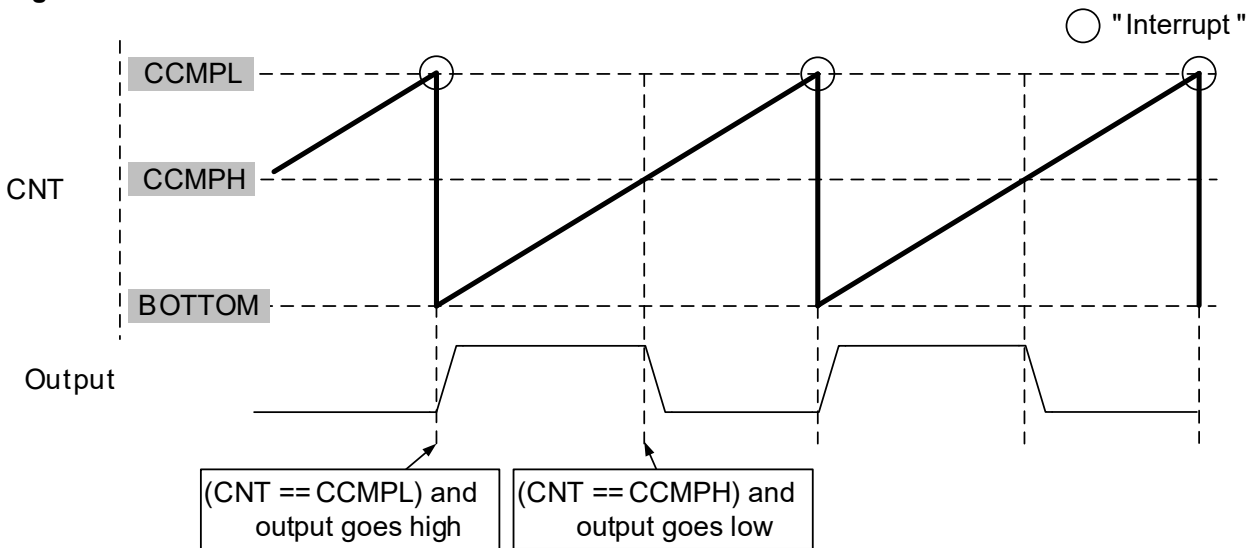 "Interrupt "
CCMPL
CCMPH
CNT
BOTTOM
Output
(CNT == CCMPL) and
output goes high
(CNT == CCMPH) and
output goes low